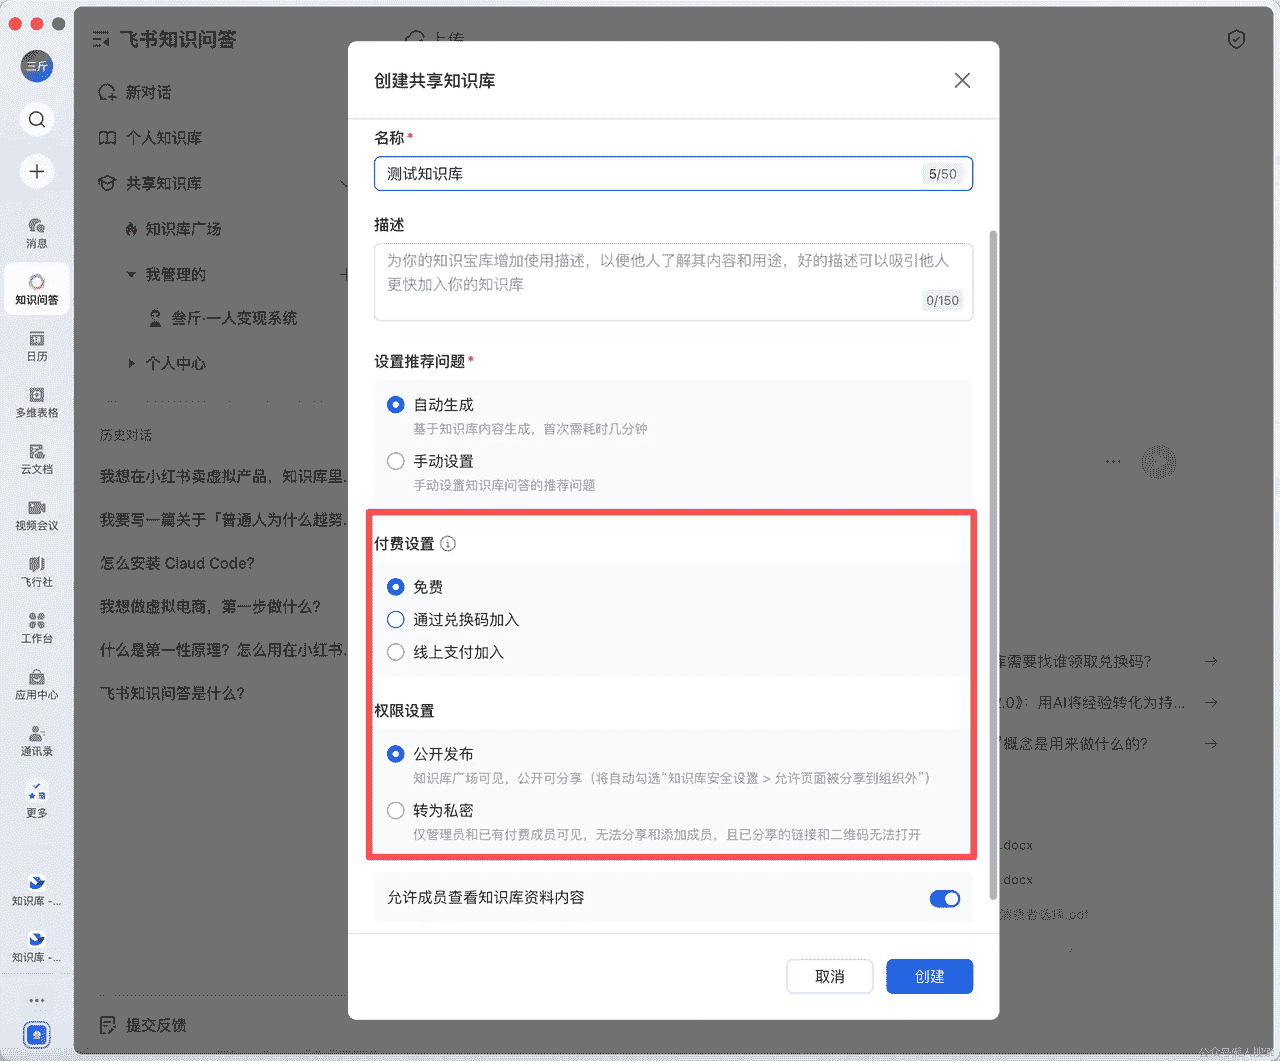 三斤
消息
知识问答
日历
多维表格
云文档
视频会议
飞行社
工作台
应用中心
通讯录
更多
知识库 -...
知识库 -...
飞书知识问答
新对话
个人知识库
共享知识库
知识库广场
我管理的
叁斤·一人变现系统
个人中心
历史对话
我想在小红书卖虚拟产品，知识库里...
我要写一篇关于「普通人为什么越努...
怎么安装 Claud Code?
我想做虚拟电商，第一步做什么?
什么是第一性原理? 怎么用在小红书...
飞书知识问答是什么?
提交反馈
上传
创建共享知识库
名称*
测试知识库
5/50
描述
为你的知识宝库增加使用描述，以便他人了解其内容和用途，好的描述可以吸引他人
更快加入你的知识库
0/150
设置推荐问题*
自动生成
基于知识库内容生成，首次需耗时几分钟
手动设置
手动设置知识库问答的推荐问题
付费设置
免费
通过兑换码加入
线上支付加入
权限设置
公开发布
知识库广场可见，公开可分享（将自动勾选“知识库安全设置 > 允许页面被分享到组织外”）
转为私密
仅管理员和已有付费成员可见，无法分享和添加成员，且已分享的链接和二维码无法打开
允许成员查看知识库资料内容
取消
创建
库需要找谁领取兑换码?
2.0》：用AI将经验转化为持...
”概念是用来做什么的?
.docx
.docx
消费者选择.pdf